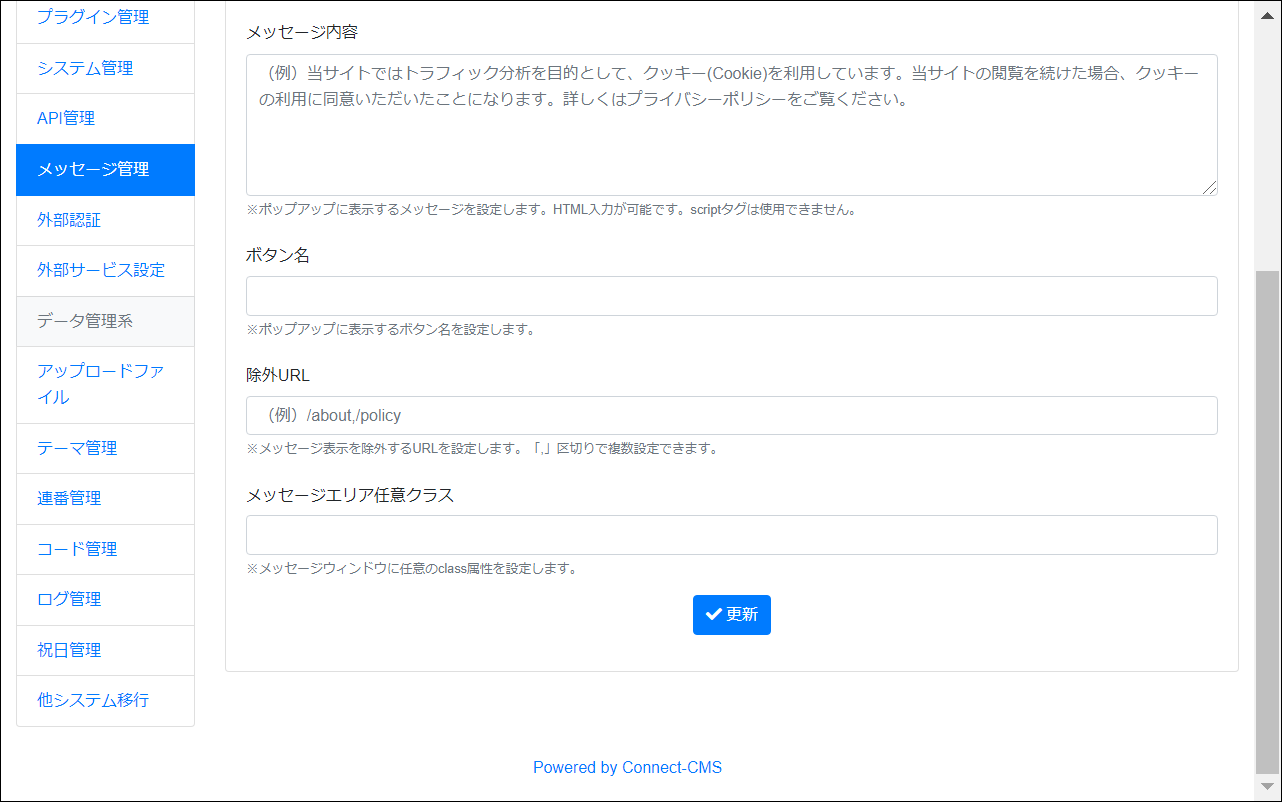 プラグイン管理
システム管理
API管理
メッセージ管理
外部認証
外部サービス設定
データ管理系
アップロードファ
イル
テーマ管理
連番管理
コード管理
ログ管理
祝日管理
他システム移行
メッセージ内容
（例）当サイトではトラフィック分析を目的として、クッキー(Cookie)を利用しています。当サイトの閲覧を続けた場合、クッキー
の利用に同意いただいたことになります。詳しくはプライバシーポリシーをご覧ください。
※ポップアップに表示するメッセージを設定します。HTML入力が可能です。scriptタグは使用できません。
ボタン名
※ポップアップに表示するボタン名を設定します。
除外URL
（例）/about,/policy
※メッセージ表示を除外するURLを設定します。「,」区切りで複数設定できます。
メッセージエリア任意クラス
※メッセージウィンドウに任意のclass属性を設定します。
更新
Powered by Connect-CMS